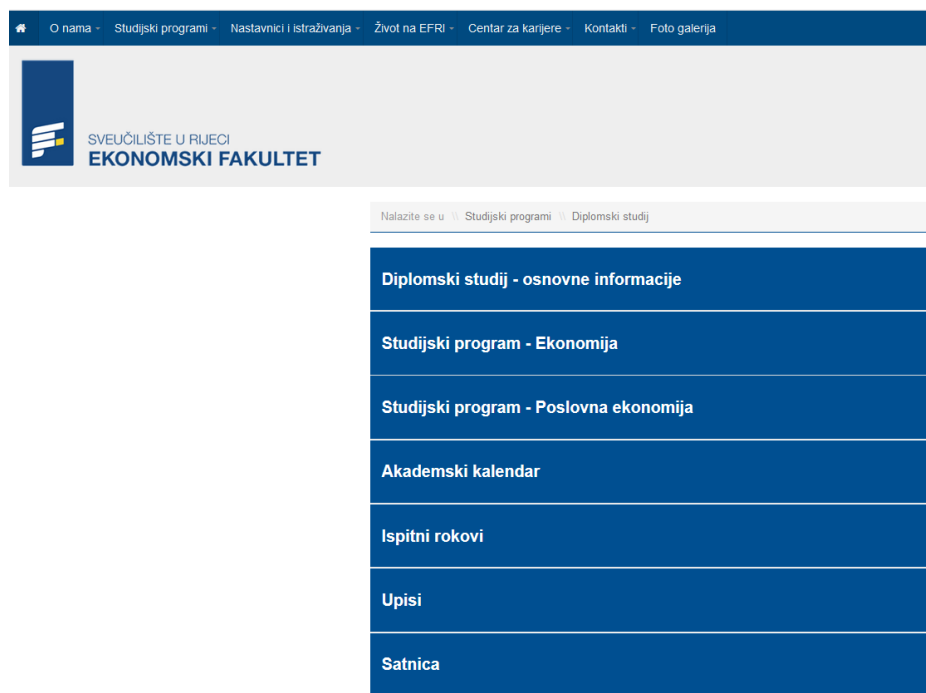 O nama Studijski programi Nastavnici i istraživanja Život na EFRI Centar za karijere Kontakti Foto galerija
SVEUČILIŠTE U RIJECI
EKONOMSKI FAKULTET
Nalazite se u \\ Studijski programi \\ Diplomski studij
Diplomski studij - osnovne informacije
Studijski program - Ekonomija
Studijski program - Poslovna ekonomija
Akademski kalendar
Ispitni rokovi
Upisi
Satnica